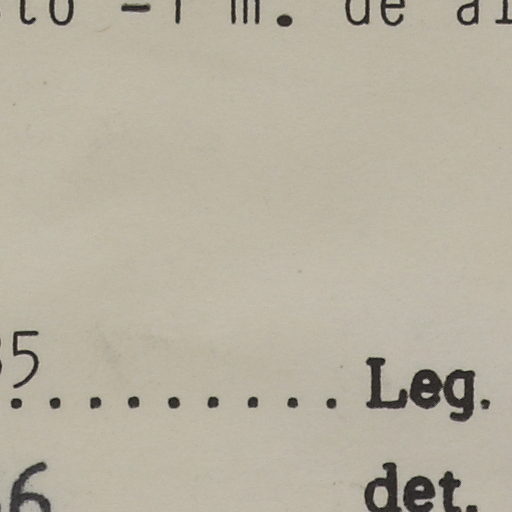 m. de
5.......... Leg.
6 det.